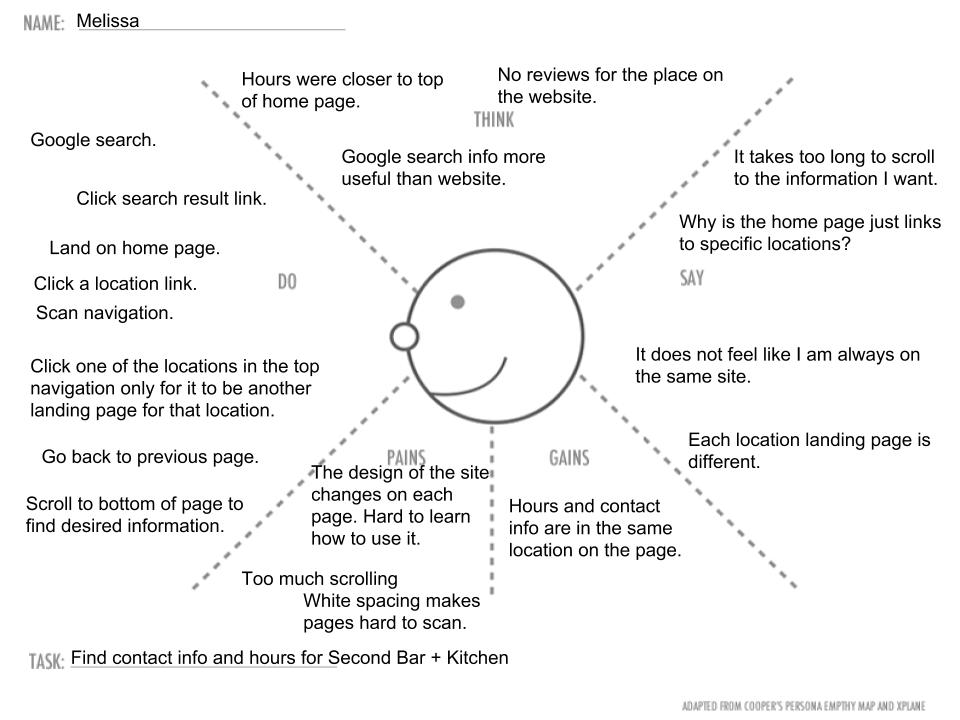 NAME: Melissa
Hours were closer to top
of home page.
No reviews for the place on
the website.
THINK
Google search info more
useful than website.
Google search.
Click search result link.
Land on home page.
Click a location link.
DO
Scan navigation.
Click one of the locations in the top
navigation only for it to be another
landing page for that location.
Go back to previous page.
Scroll to bottom of page to
find desired information.
It takes too long to scroll
to the information I want.
Why is the home page just links
to specific locations?
SAY
It does not feel like I am always on
the same site.
Each location landing page is
different.
PAINS
The design of the site
changes on each
page. Hard to learn
how to use it.
Too much scrolling
White spacing makes
pages hard to scan.
GAINS
Hours and contact
info are in the same
location on the page.
TASK: Find contact info and hours for Second Bar + Kitchen
ADAPTED FROM COOPER'S PERSONA EMPTHY MAP AND XPLANE